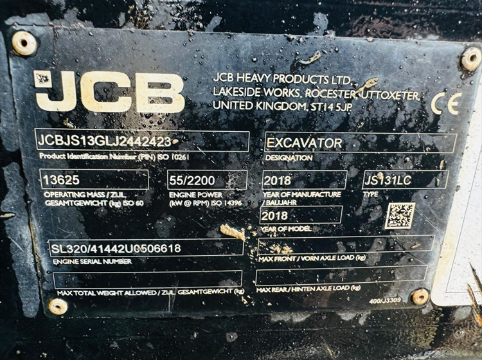 JCB
JCB HEAVY PRODUCTS LTD.
LAKESIDE WORKS, ROCESTER, UTTOXETER,
UNITED KINGDOM, ST14 5JP.
CE
JCBJS13GLJ2442423
EXCAVATOR
Product Identification Number (PIN) ISO 10261
DESIGNATION
13625
55/2200
2018
JS131LC
OPERATING MASS / ZUL.
GESAMTGEWICHT (kg) ISO 60
ENGINE POWER
(kW @ RPM) ISO 14396
YEAR OF MANUFACTURE
/ BAUJAHR
TYPE
2018
YEAR OF MODEL
SL320/41442U0506618
ENGINE SERIAL NUMBER
MAX FRONT / VORN AXLE LOAD (kg)
MAX TOTAL WEIGHT ALLOWED / ZUL. GESAMTGEWICHT (kg)
MAX REAR / HINTEN AXLE LOAD (kg)
400/J3309